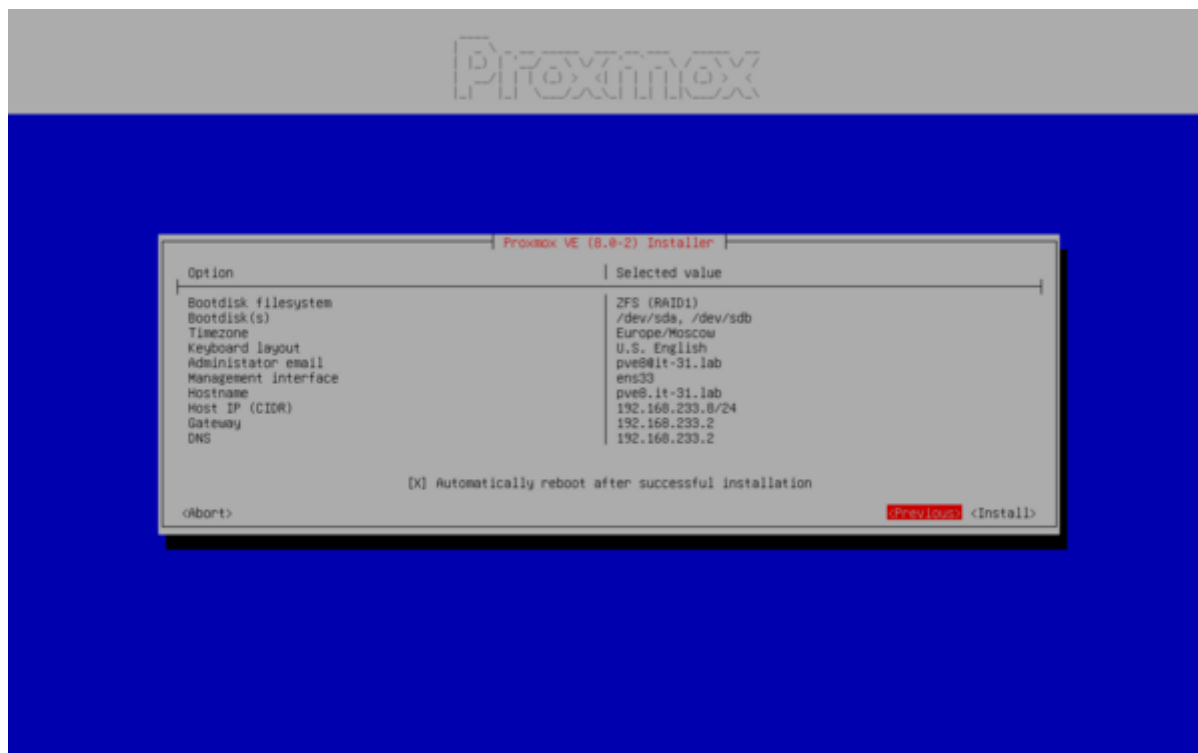 Proxmox
Proxmox VE (8.0-2) Installer
Option | Selected value
Bootdisk filesystem | ZFS (RAID1)
Bootdisk(s) | /dev/sda, /dev/sdb
Timezone | Europe/Moscow
Keyboard layout | U.S. English
Administator email | pve8@it-31.lab
Management interface | ens33
Hostname | pve8.it-31.lab
Host IP (CIDR) | 192.168.233.8/24
Gateway | 192.168.233.2
DNS | 192.168.233.2
[X] Automatically reboot after successful installation
<Abort> <Previous> <Install>